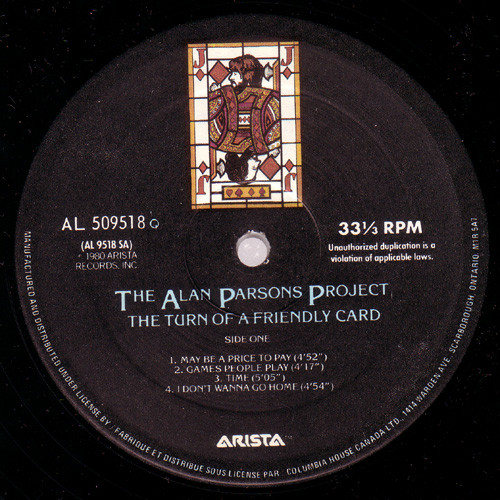 J
J
AL 509518 Q
(AL 9518 SA)
℗ 1980 ARISTA
RECORDS, INC.
33⅓ RPM
Unauthorized duplication is a
violation of applicable laws.
THE ALAN PARSONS PROJECT
THE TURN OF A FRIENDLY CARD
SIDE ONE
1. MAY BE A PRICE TO PAY (4'52")
2. GAMES PEOPLE PLAY (4'17")
3. TIME (5'05")
4. I DON'T WANNA GO HOME (4'54")
ARISTA
MANUFACTURED AND DISTRIBUTED UNDER LICENSE BY / FABRIQUE ET DISTRIBUE SOUS LICENSE PAR : COLUMBIA HOUSE CANADA LTD. 1414 WARDEN AVE., SCARBOROUGH, ONTARIO. M1R 5A7